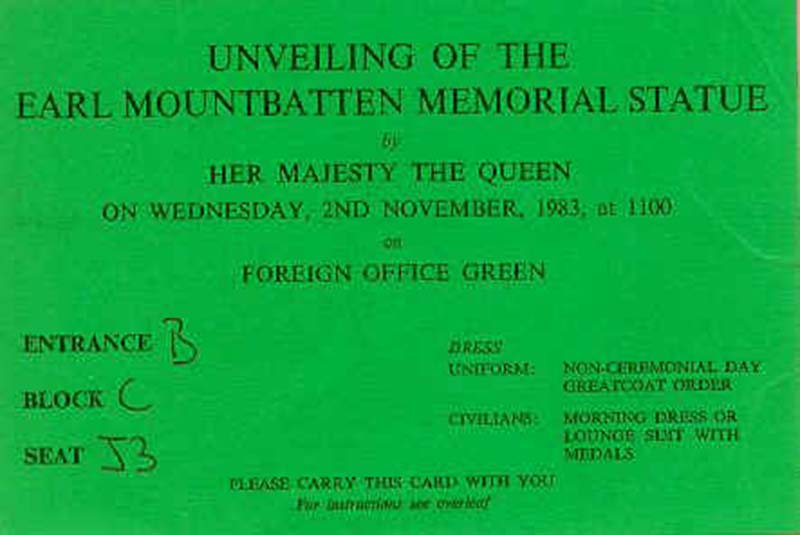 UNVEILING OF THE
EARL MOUNTBATTEN MEMORIAL STATUE
by
HER MAJESTY THE QUEEN
ON WEDNESDAY, 2ND NOVEMBER, 1983, at 1100
on
FOREIGN OFFICE GREEN
ENTRANCE B
BLOCK C
SEAT J3
DRESS
UNIFORM: NON-CEREMONIAL DAY
GREATCOAT ORDER
CIVILIANS: MORNING DRESS OR
LOUNGE SUIT WITH
MEDALS
PLEASE CARRY THIS CARD WITH YOU
For instructions see overleaf